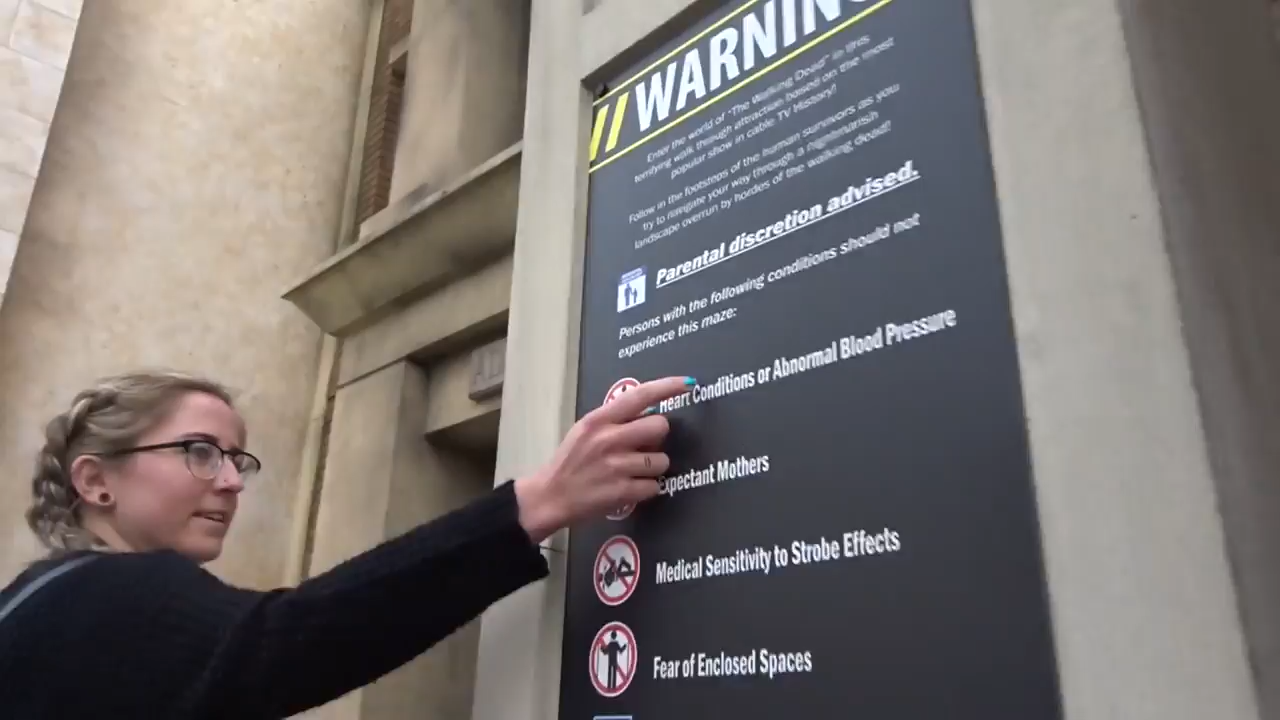 // WARNIN
Enter the world of "The Walking Dead" in this
terrifying walk through attraction based on the most
popular show in cable TV History!
Follow in the footsteps of the human survivors as you
try to navigate your way through a nightmarish
landscape overrun by hordes of the walking dead!
Parental discretion advised.
Persons with the following conditions should not
experience this maze:
Heart Conditions or Abnormal Blood Pressure
Expectant Mothers
Medical Sensitivity to Strobe Effects
Fear of Enclosed Spaces
AD